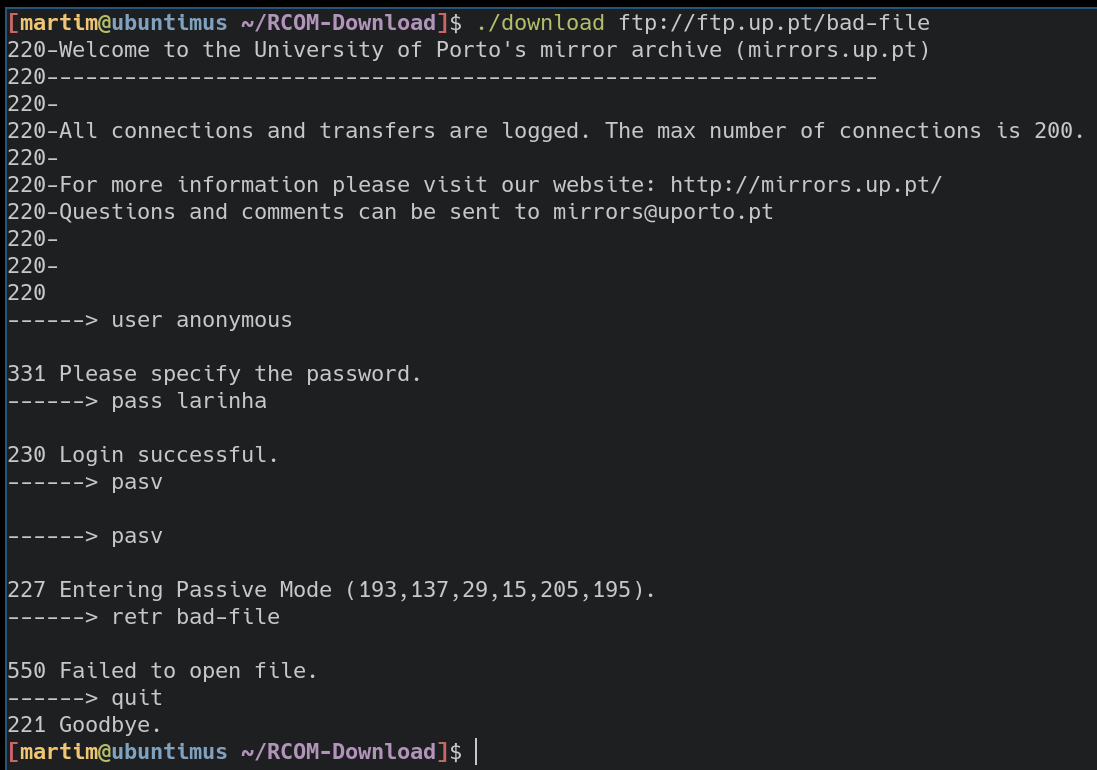 [martim@ubuntimus ~/RCOM-Download]$ ./download ftp://ftp.up.pt/bad-file
220-Welcome to the University of Porto's mirror archive (mirrors.up.pt)
220----------------------------------------------------------------
220-
220-All connections and transfers are logged. The max number of connections is 200.
220-
220-For more information please visit our website: http://mirrors.up.pt/
220-Questions and comments can be sent to mirrors@uporto.pt
220-
220-
220
------> user anonymous
331 Please specify the password.
------> pass larinha
230 Login successful.
------> pasv
------> pasv
227 Entering Passive Mode (193,137,29,15,205,195).
------> retr bad-file
550 Failed to open file.
------> quit
221 Goodbye.
[martim@ubuntimus ~/RCOM-Download]$